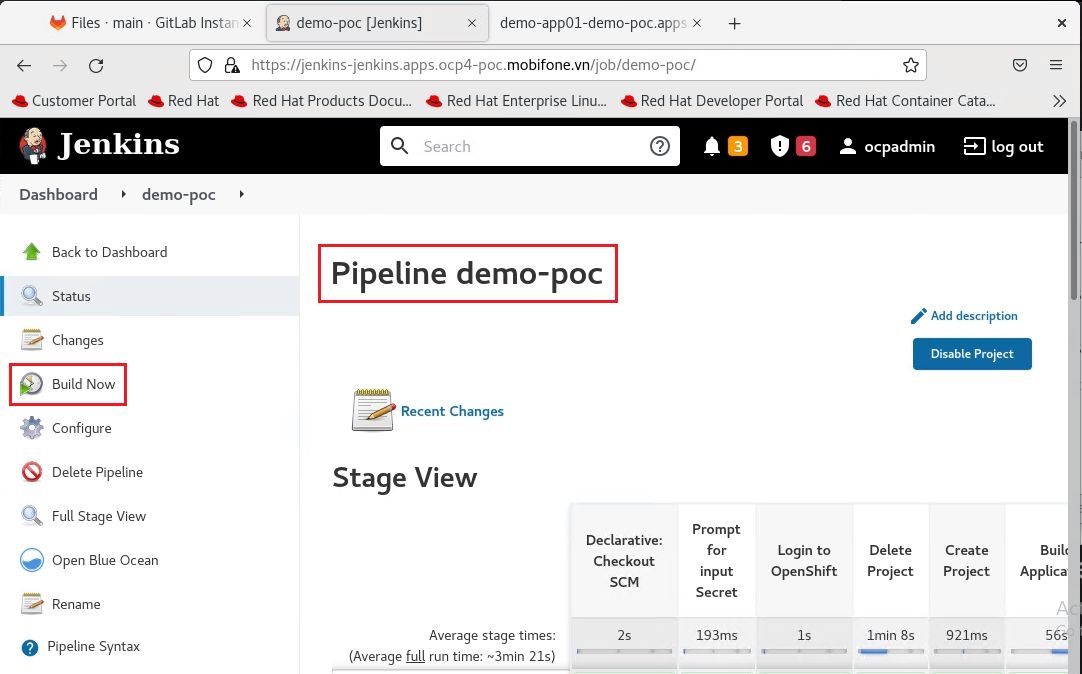 Files · main · GitLab Instan
demo-poc [Jenkins]
demo-app01-demo-poc.apps
https://jenkins-jenkins.apps.ocp4-poc.mobifone.vn/job/demo-poc/
Customer Portal
Red Hat
Red Hat Products Docu...
Red Hat Enterprise Linu...
Red Hat Developer Portal
Red Hat Container Cata...
Jenkins
Search
3
6
ocpadmin
log out
Dashboard
demo-poc
Back to Dashboard
Status
Changes
Build Now
Configure
Delete Pipeline
Full Stage View
Open Blue Ocean
Rename
Pipeline Syntax
Pipeline demo-poc
Add description
Disable Project
Recent Changes
Stage View
Declarative:
Checkout
SCM
Prompt
for
input
Secret
Login to
OpenShift
Delete
Project
Create
Project
Build
Applicat
Average stage times:
(Average full run time: ~3min 21s)
2s
193ms
1s
1min 8s
921ms
56s